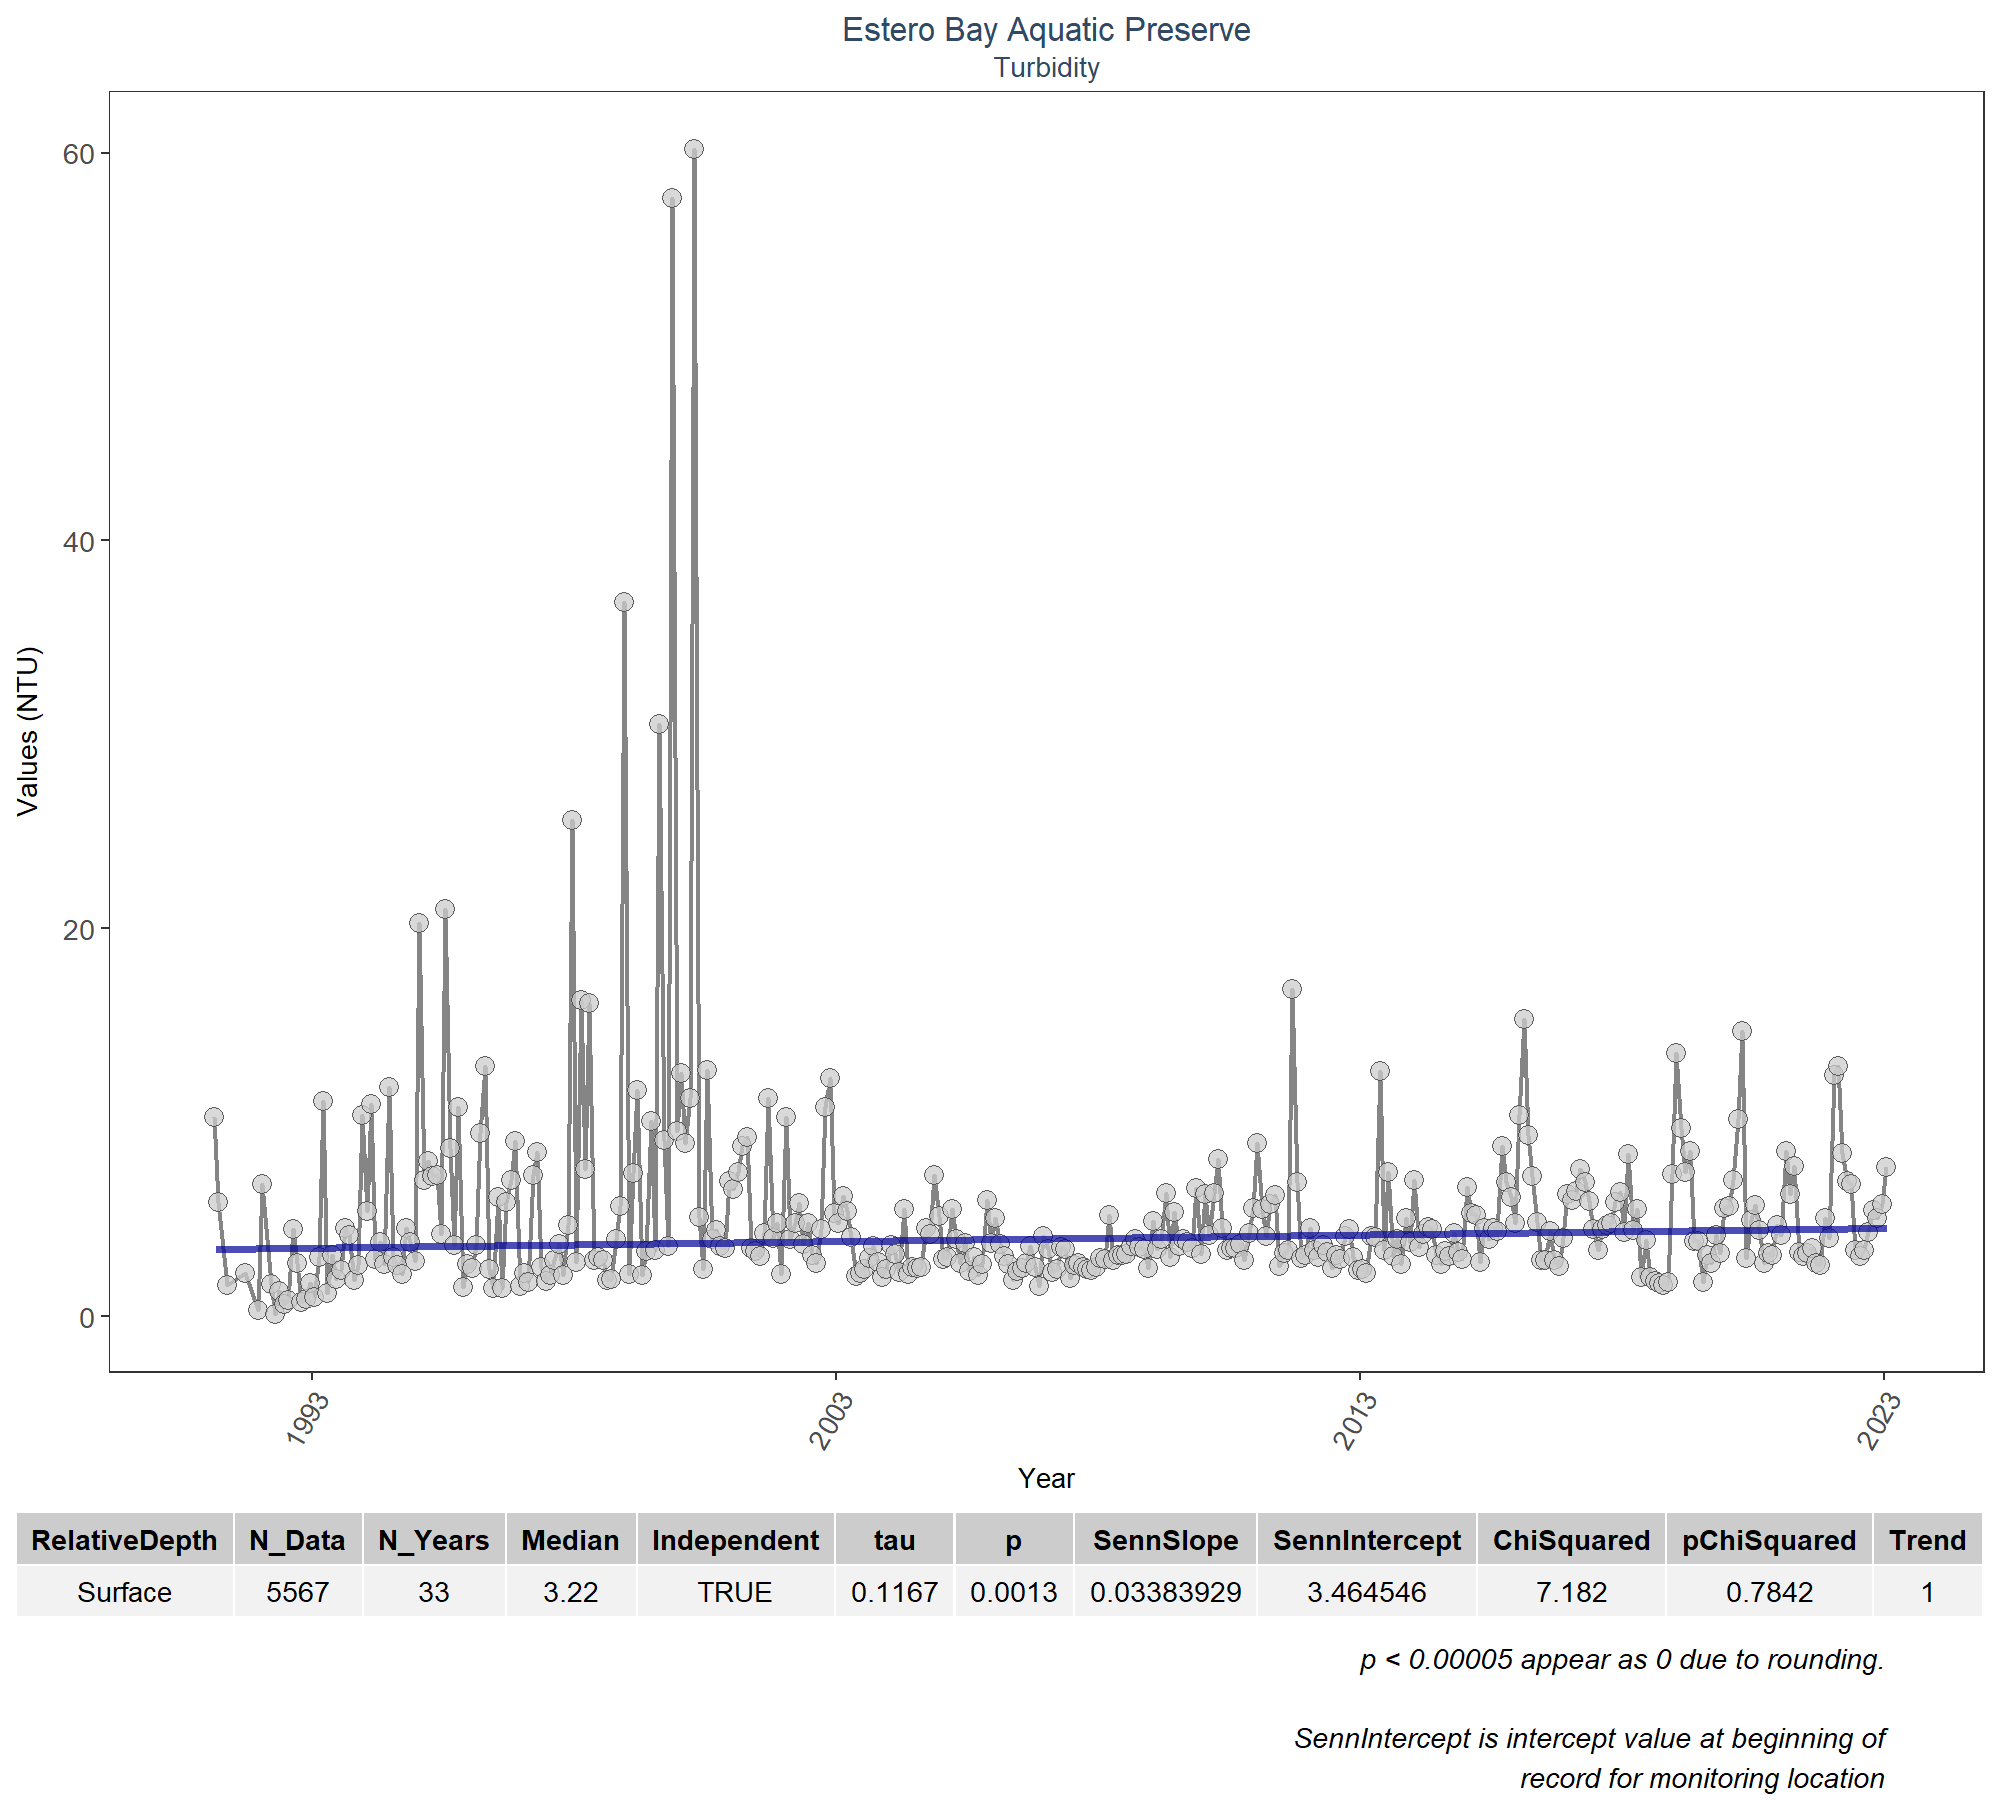 Estero Bay Aquatic Preserve
Turbidity
60
40
20
0
Values (NTU)
1993
2003
2013
2023
Year
RelativeDepth N_Data N_Years Median Independent tau p SennSlope SennIntercept ChiSquared pChiSquared Trend
Surface 5567 33 3.22 TRUE 0.1167 0.0013 0.03383929 3.464546 7.182 0.7842 1
p < 0.00005 appear as 0 due to rounding.
SennIntercept is intercept value at beginning of
record for monitoring location